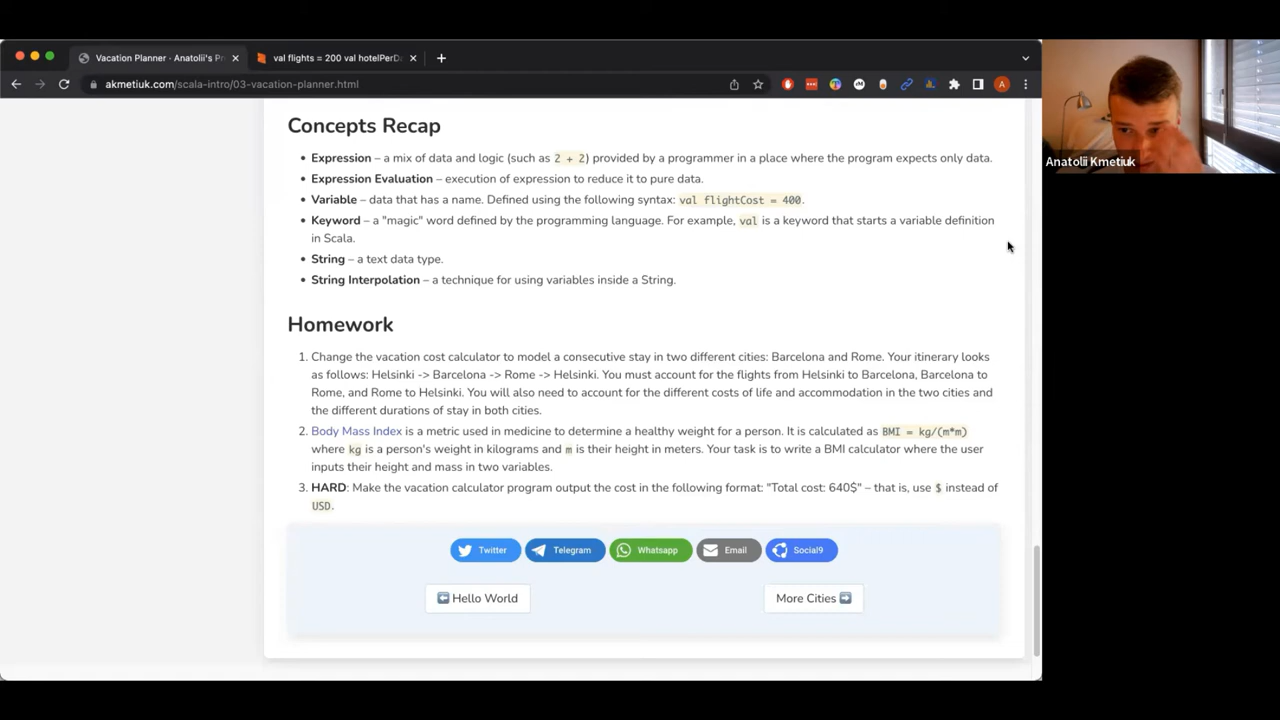 Vacation Planner · Anatolii's Pr
val flights = 200 val hotelPerDa
akmetiuk.com/scala-intro/03-vacation-planner.html
A
Anatolii Kmetiuk
Concepts Recap
• Expression – a mix of data and logic (such as 2 + 2) provided by a programmer in a place where the program expects only data.
• Expression Evaluation – execution of expression to reduce it to pure data.
• Variable – data that has a name. Defined using the following syntax: val flightCost = 400.
• Keyword – a "magic" word defined by the programming language. For example, val is a keyword that starts a variable definition
in Scala.
• String – a text data type.
• String Interpolation – a technique for using variables inside a String.
Homework
1. Change the vacation cost calculator to model a consecutive stay in two different cities: Barcelona and Rome. Your itinerary looks
as follows: Helsinki -> Barcelona -> Rome -> Helsinki. You must account for the flights from Helsinki to Barcelona, Barcelona to
Rome, and Rome to Helsinki. You will also need to account for the different costs of life and accommodation in the two cities and
the different durations of stay in both cities.
2. Body Mass Index is a metric used in medicine to determine a healthy weight for a person. It is calculated as BMI = kg/(m*m)
where kg is a person's weight in kilograms and m is their height in meters. Your task is to write a BMI calculator where the user
inputs their height and mass in two variables.
3. HARD: Make the vacation calculator program output the cost in the following format: "Total cost: 640$" – that is, use $ instead of
USD.
Twitter Telegram Whatsapp Email Social9
Hello World More Cities